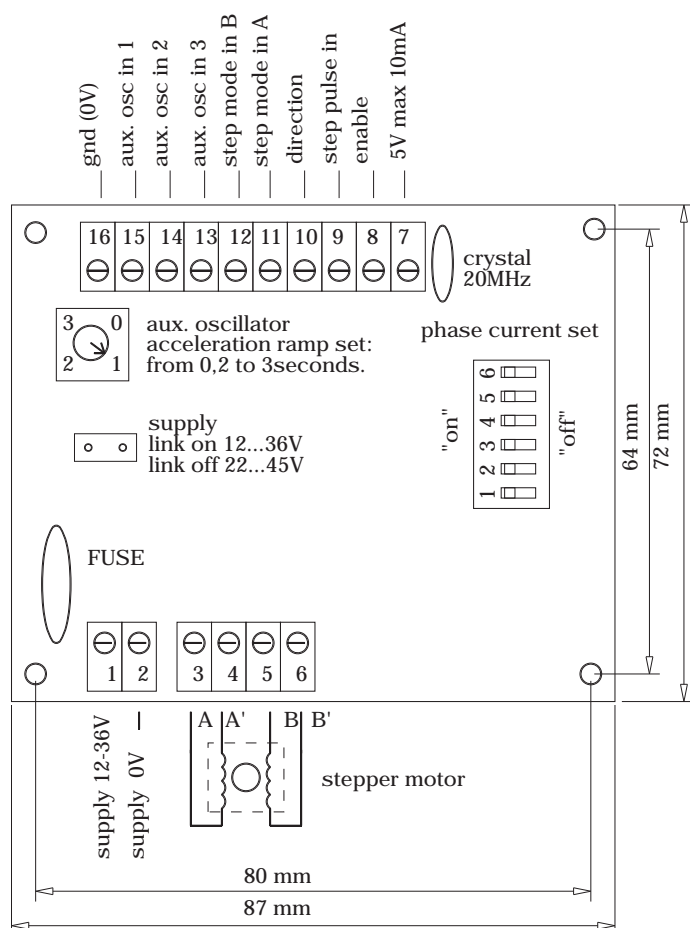 gnd (0V)
aux. osc in 1
aux. osc in 2
aux. osc in 3
step mode in B
step mode in A
direction
step pulse in
enable
5V max 10mA
16 15 14 13 12 11 10 9 8 7
crystal
20MHz
3 0
2 1
aux. oscillator
acceleration ramp set:
from 0,2 to 3seconds.
phase current set
supply
link on 12...36V
link off 22...45V
"on"
1 2 3 4 5 6
"off"
64 mm
72 mm
FUSE
1 2 3 4 5 6
A A' B B'
supply 12-36V
supply 0V
stepper motor
80 mm
87 mm